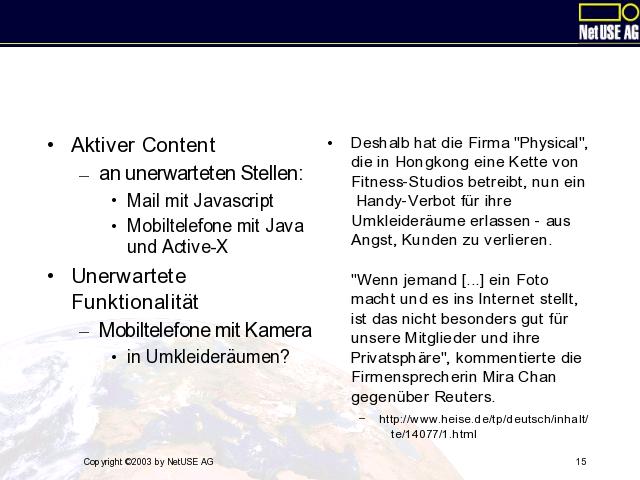 NetUSE AG
• Aktiver Content
– an unerwarteten Stellen:
• Mail mit Javascript
• Mobiltelefone mit Java
und Active-X
• Unerwartete
Funktionalität
– Mobiltelefone mit Kamera
• in Umkleideräumen?
• Deshalb hat die Firma "Physical",
die in Hongkong eine Kette von
Fitness-Studios betreibt, nun ein
Handy-Verbot für ihre
Umkleideräume erlassen - aus
Angst, Kunden zu verlieren.
"Wenn jemand [...] ein Foto
macht und es ins Internet stellt,
ist das nicht besonders gut für
unsere Mitglieder und ihre
Privatsphäre", kommentierte die
Firmensprecherin Mira Chan
gegenüber Reuters.
– http://www.heise.de/tp/deutsch/inhalt/
te/14077/1.html
Copyright ©2003 by NetUSE AG
15